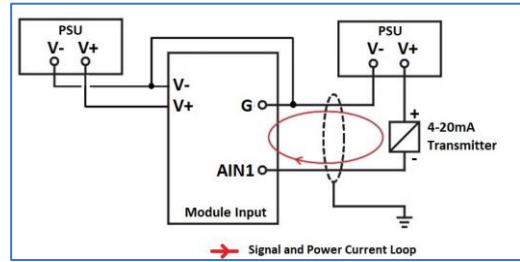 PSU
V- V+
PSU
V- V+
V-
V+
G
AIN1
Module Input
+
4-20mA
Transmitter
-
Signal and Power Current Loop